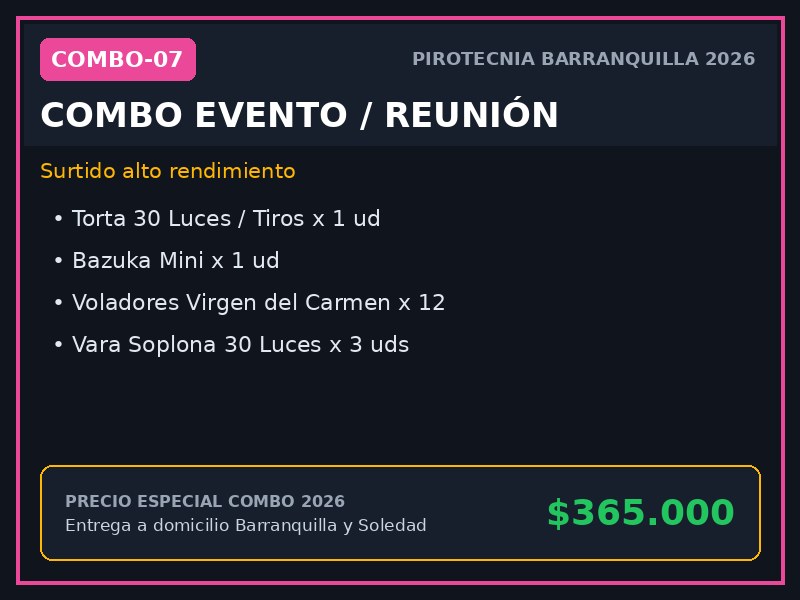 COMBO-07
PIROTECNIA BARRANQUILLA 2026
COMBO EVENTO / REUNIÓN
Surtido alto rendimiento
• Torta 30 Luces / Tiros x 1 ud
• Bazuka Mini x 1 ud
• Voladores Virgen del Carmen x 12
• Vara Soplona 30 Luces x 3 uds
PRECIO ESPECIAL COMBO 2026
Entrega a domicilio Barranquilla y Soledad
$365.000